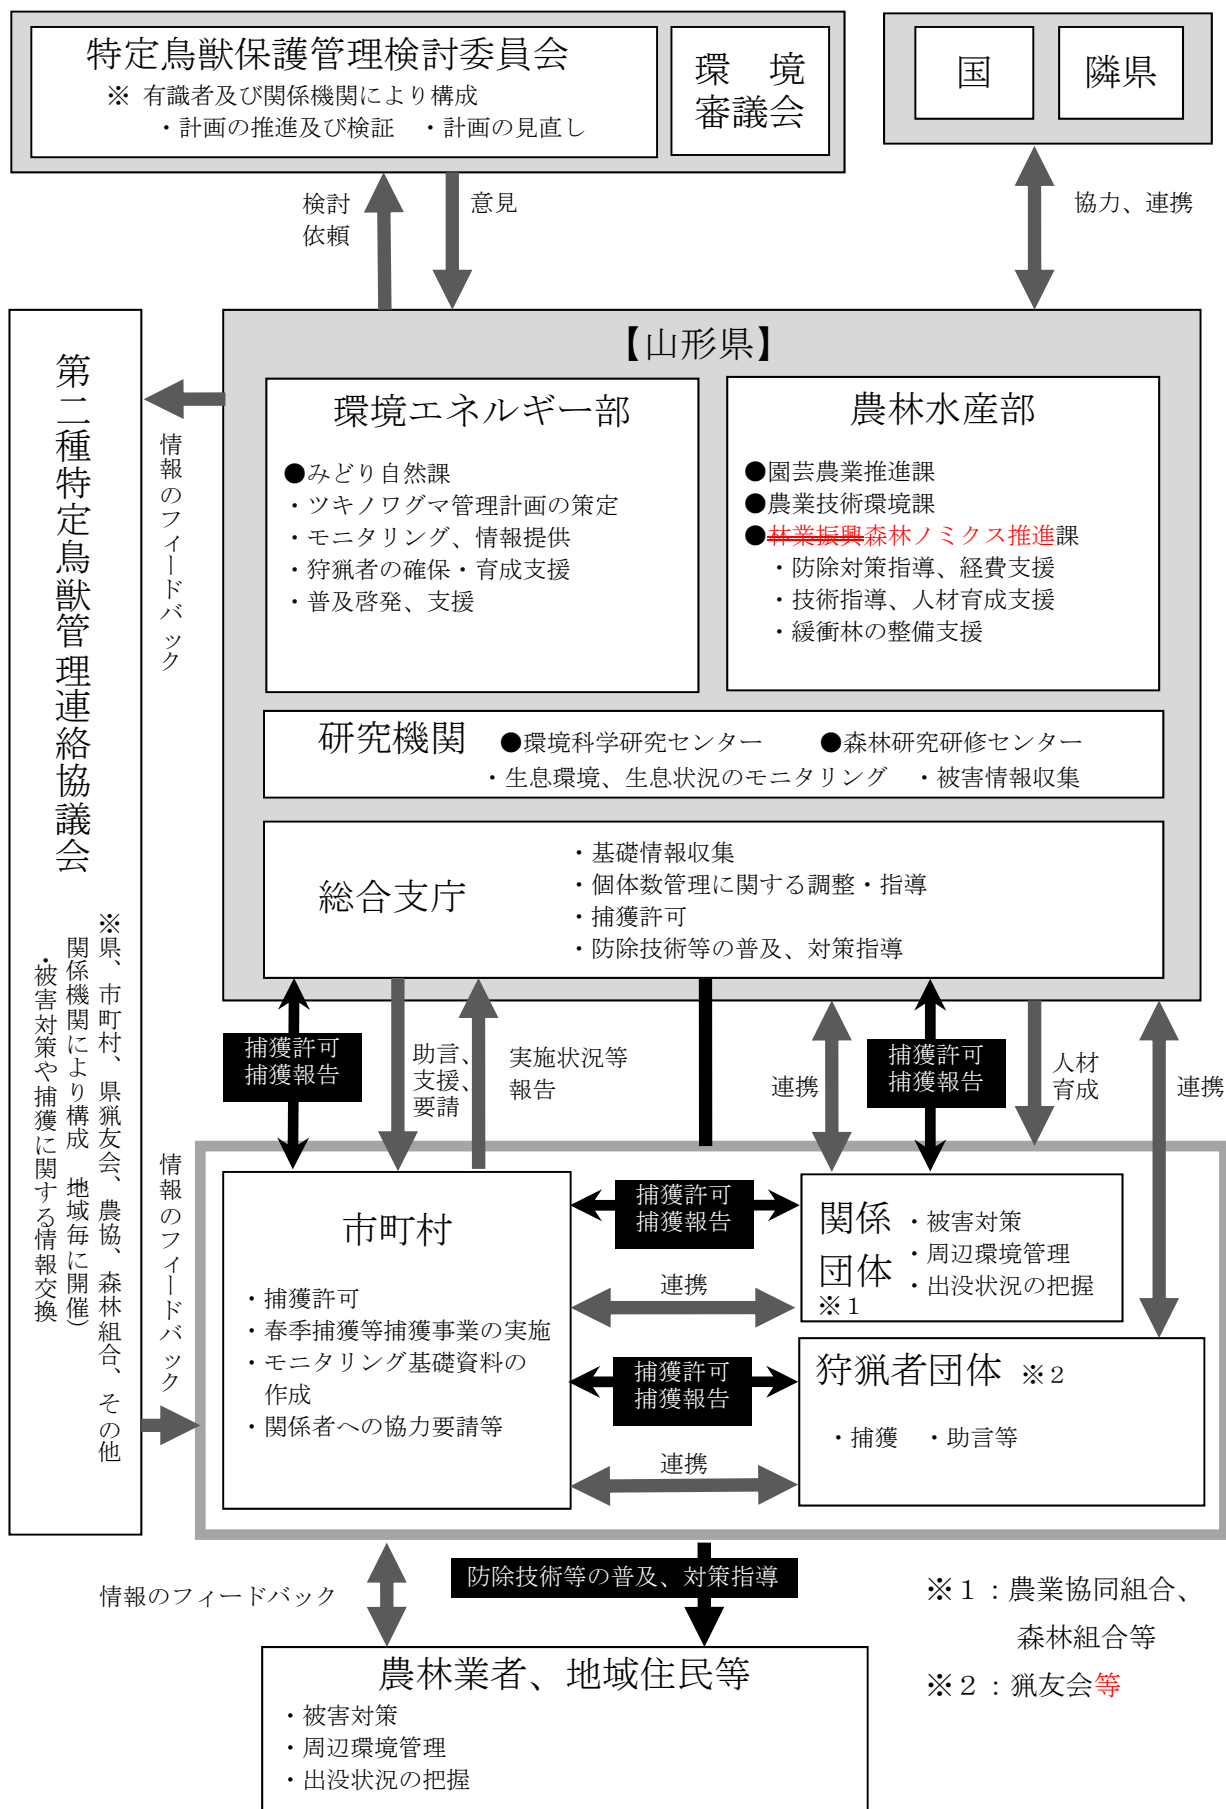 特定鳥獣保護管理検討委員会
※ 有識者及び関係機関により構成
・計画の推進及び検証 ・計画の見直し
環 境
審議会
国
隣県
検討
依頼
意見
協力、連携
第二種特定鳥獣管理連絡協議会
※県、市町村、県猟友会、農協、森林組合、その他
関係機関により構成 地域毎に開催）
・被害対策や捕獲に関する情報交換
情報のフィードバック
【山形県】
環境エネルギー部
●みどり自然課
・ツキノワグマ管理計画の策定
・モニタリング、情報提供
・狩猟者の確保・育成支援
・普及啓発、支援
農林水産部
●園芸農業推進課
●農業技術環境課
●林業振興森林ノミクス推進課
・防除対策指導、経費支援
・技術指導、人材育成支援
・緩衝林の整備支援
研究機関 ●環境科学研究センター ●森林研究研修センター
・生息環境、生息状況のモニタリング ・被害情報収集
総合支庁
・基礎情報収集
・個体数管理に関する調整・指導
・捕獲許可
・防除技術等の普及、対策指導
捕獲許可
捕獲報告
助言、
支援、
要請
実施状況等
報告
連携
捕獲許可
捕獲報告
人材
育成
連携
情報のフィードバック
市町村
・捕獲許可
・春季捕獲等捕獲事業の実施
・モニタリング基礎資料の
作成
・関係者への協力要請等
捕獲許可
捕獲報告
連携
捕獲許可
捕獲報告
連携
関係
団体
※１
・被害対策
・周辺環境管理
・出没状況の把握
狩猟者団体 ※２
・捕獲 ・助言等
情報のフィードバック
防除技術等の普及、対策指導
※１：農業協同組合、
森林組合等
※２：猟友会等
農林業者、地域住民等
・被害対策
・周辺環境管理
・出没状況の把握